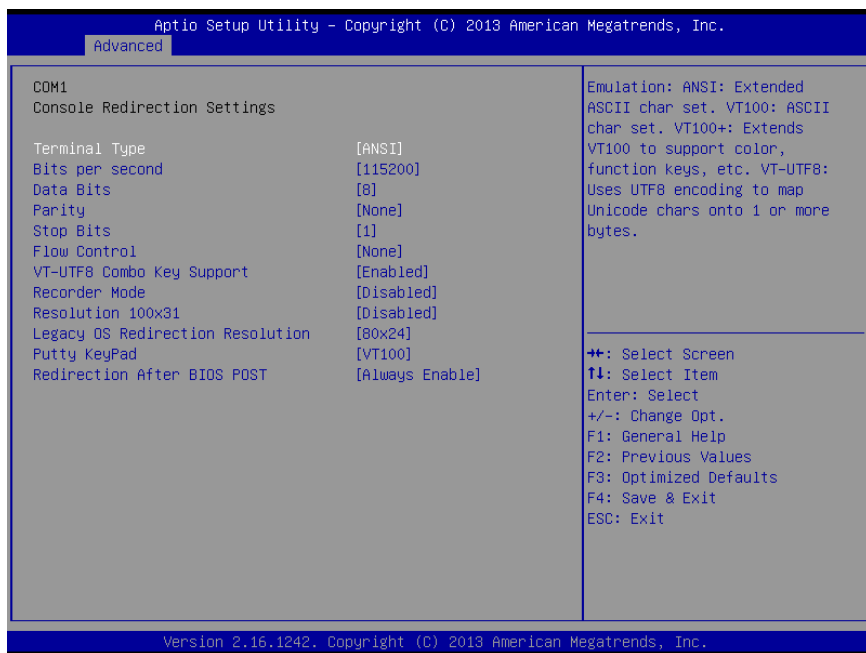 Aptio Setup Utility – Copyright (C) 2013 American Megatrends, Inc.
Advanced
COM1
Console Redirection Settings
Terminal Type [ANSI]
Bits per second [115200]
Data Bits [8]
Parity [None]
Stop Bits [1]
Flow Control [None]
VT-UTF8 Combo Key Support [Enabled]
Recorder Mode [Disabled]
Resolution 100x31 [Disabled]
Legacy OS Redirection Resolution [80x24]
Putty KeyPad [VT100]
Redirection After BIOS POST [Always Enable]
Emulation: ANSI: Extended
ASCII char set. VT100: ASCII
char set. VT100+: Extends
VT100 to support color,
function keys, etc. VT-UTF8:
Uses UTF8 encoding to map
Unicode chars onto 1 or more
bytes.
→←: Select Screen
↑↓: Select Item
Enter: Select
+/-: Change Opt.
F1: General Help
F2: Previous Values
F3: Optimized Defaults
F4: Save & Exit
ESC: Exit
Version 2.16.1242. Copyright (C) 2013 American Megatrends, Inc.